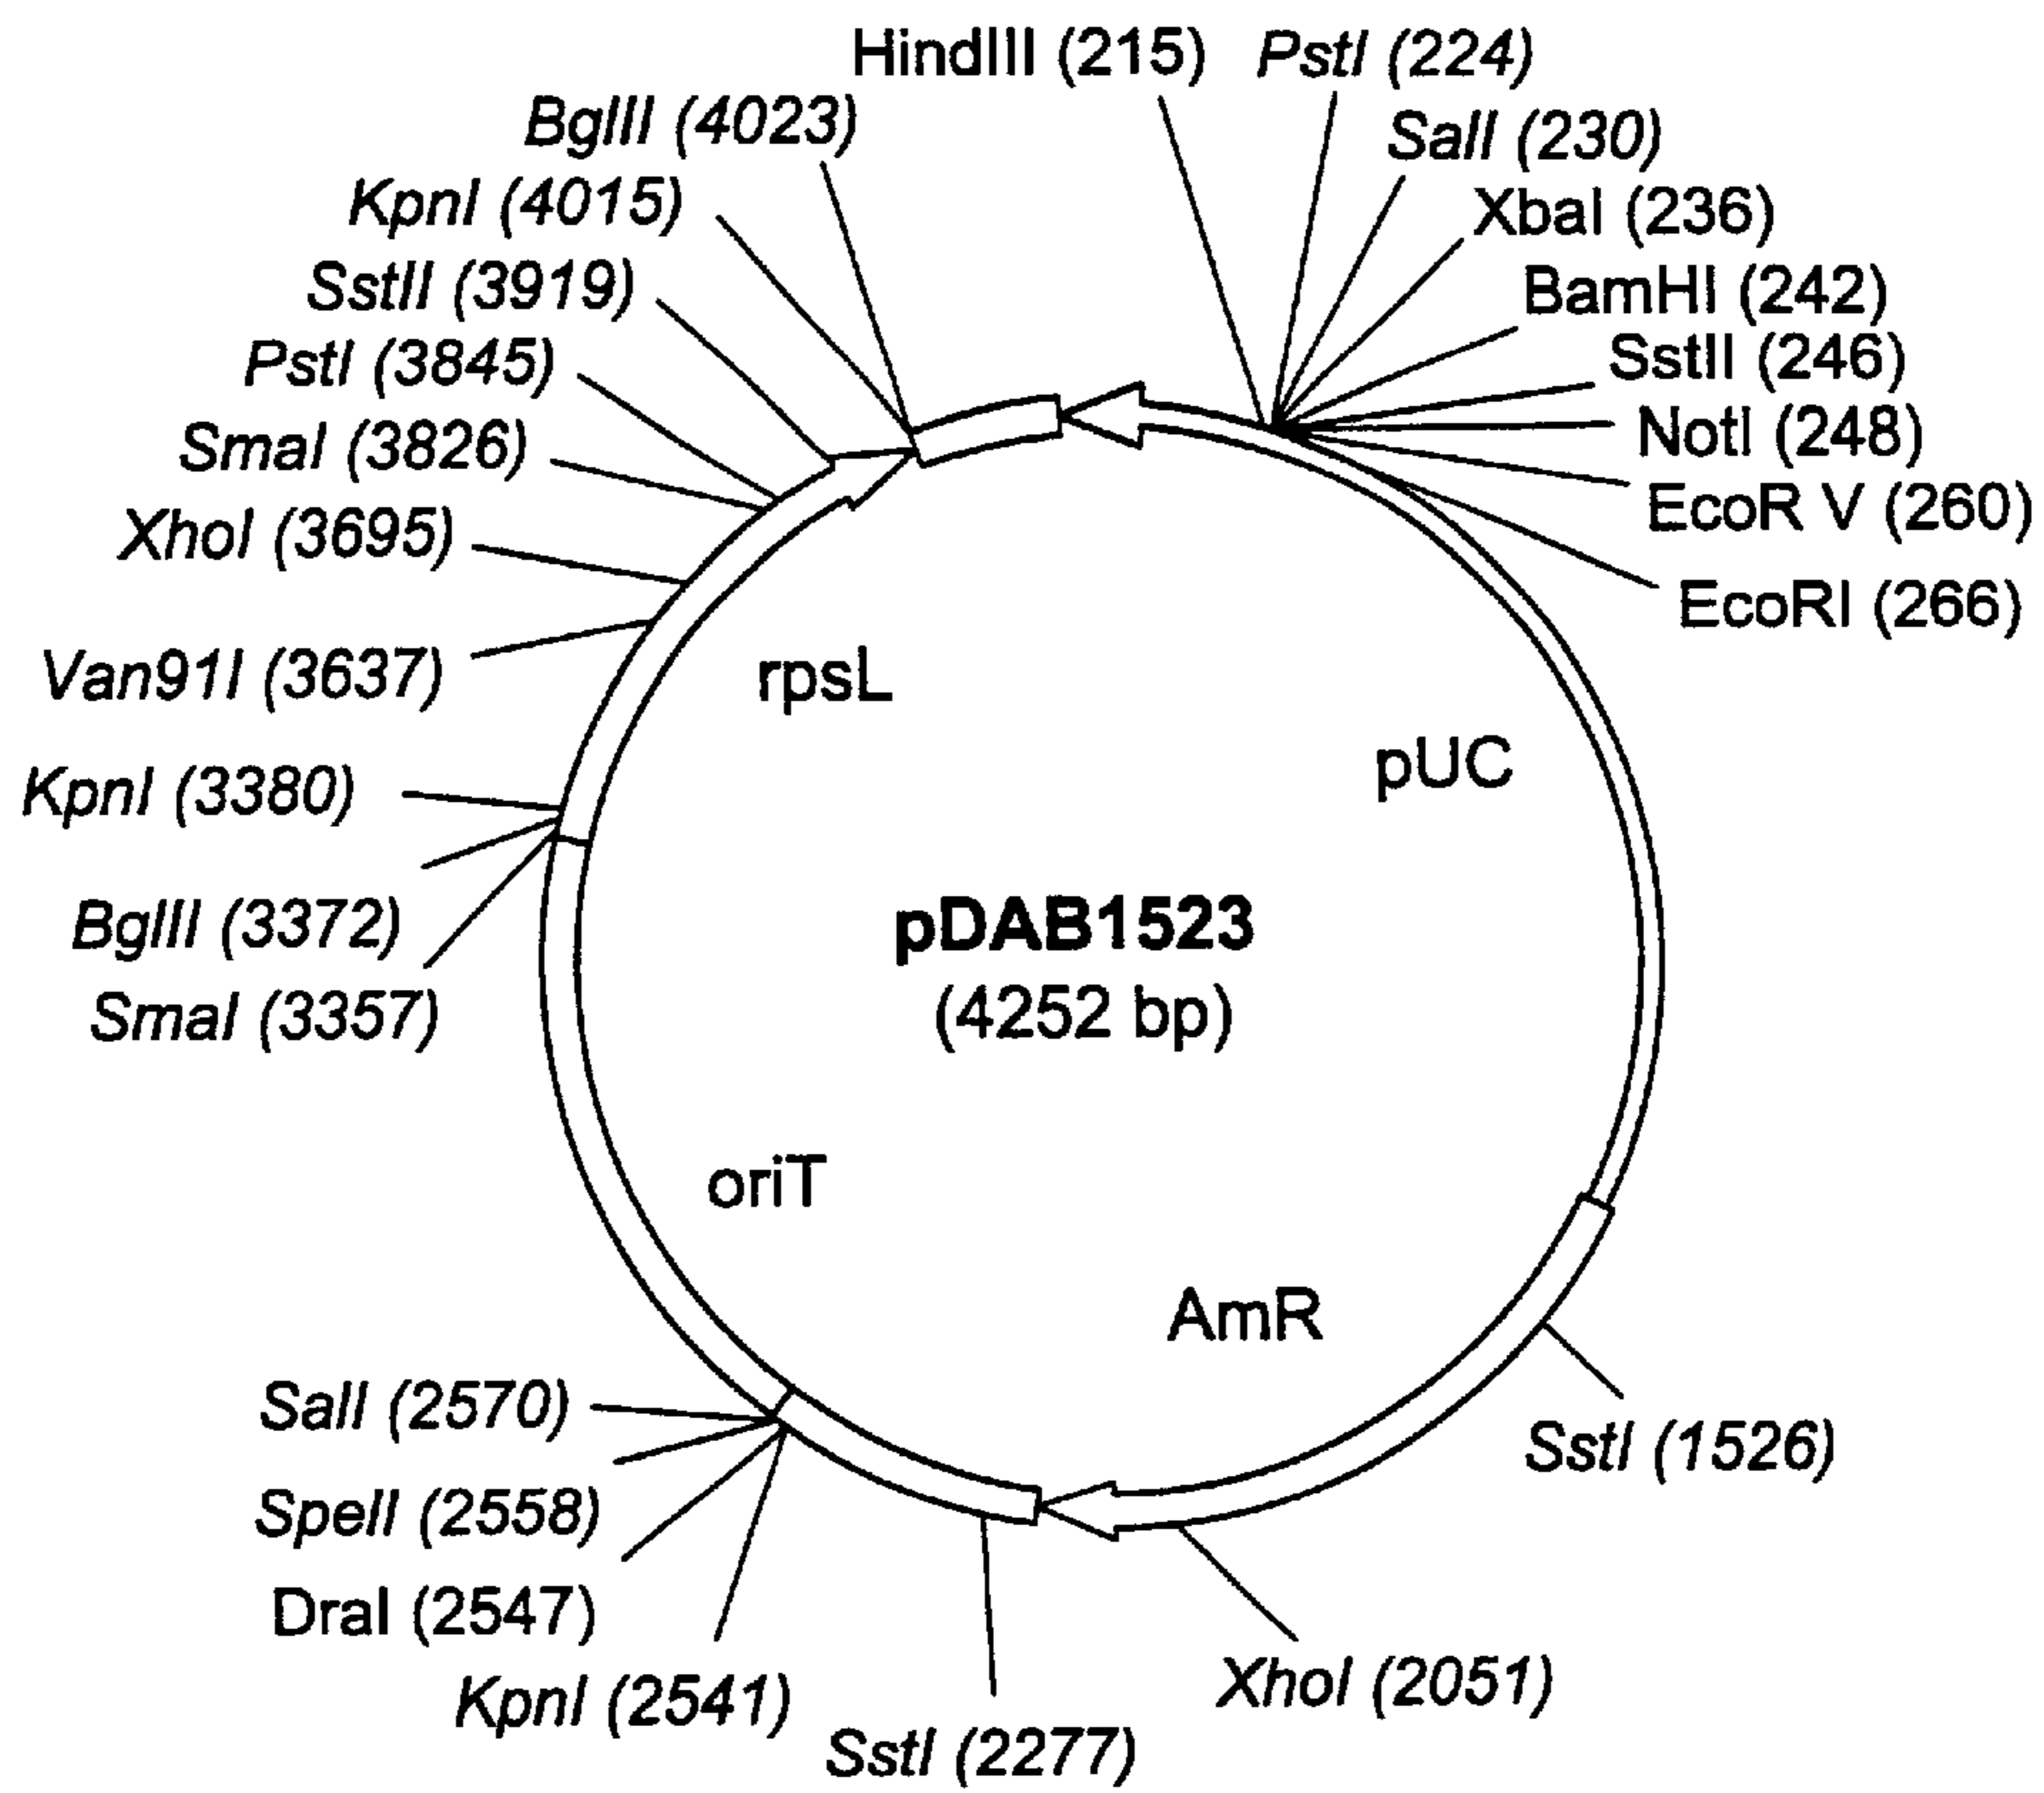 HindIII (215)
PstI (224)
SalI (230)
XbaI (236)
BamHI (242)
SstII (246)
NotI (248)
EcoR V (260)
EcoRI (266)
BglII (4023)
KpnI (4015)
SstII (3919)
PstI (3845)
SmaI (3826)
XhoI (3695)
Van91I (3637)
KpnI (3380)
BglII (3372)
SmaI (3357)
rpsL
pUC
pDAB1523
(4252 bp)
oriT
AmR
SalI (2570)
SpeII (2558)
DraI (2547)
KpnI (2541)
SstI (2277)
XhoI (2051)
SstI (1526)